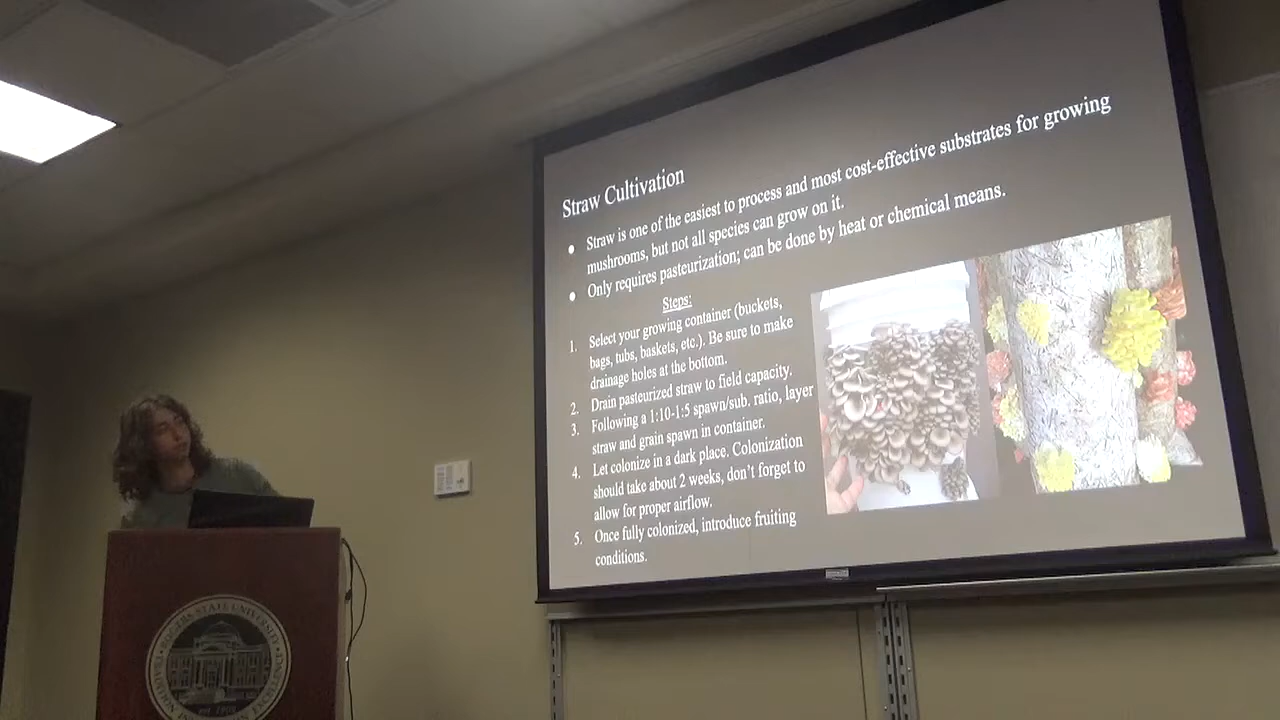 Straw Cultivation
● Straw is one of the easiest to process and most cost-effective substrates for growing
mushrooms, but not all species can grow on it.
● Only requires pasteurization; can be done by heat or chemical means.
Steps:
1. Select your growing container (buckets,
bags, tubs, baskets, etc.). Be sure to make
drainage holes at the bottom.
2. Drain pasteurized straw to field capacity.
3. Following a 1:10-1:5 spawn/sub. ratio, layer
straw and grain spawn in container.
4. Let colonize in a dark place. Colonization
should take about 2 weeks, don't forget to
allow for proper airflow.
5. Once fully colonized, introduce fruiting
conditions.
ROGERS STATE UNIVERSITY